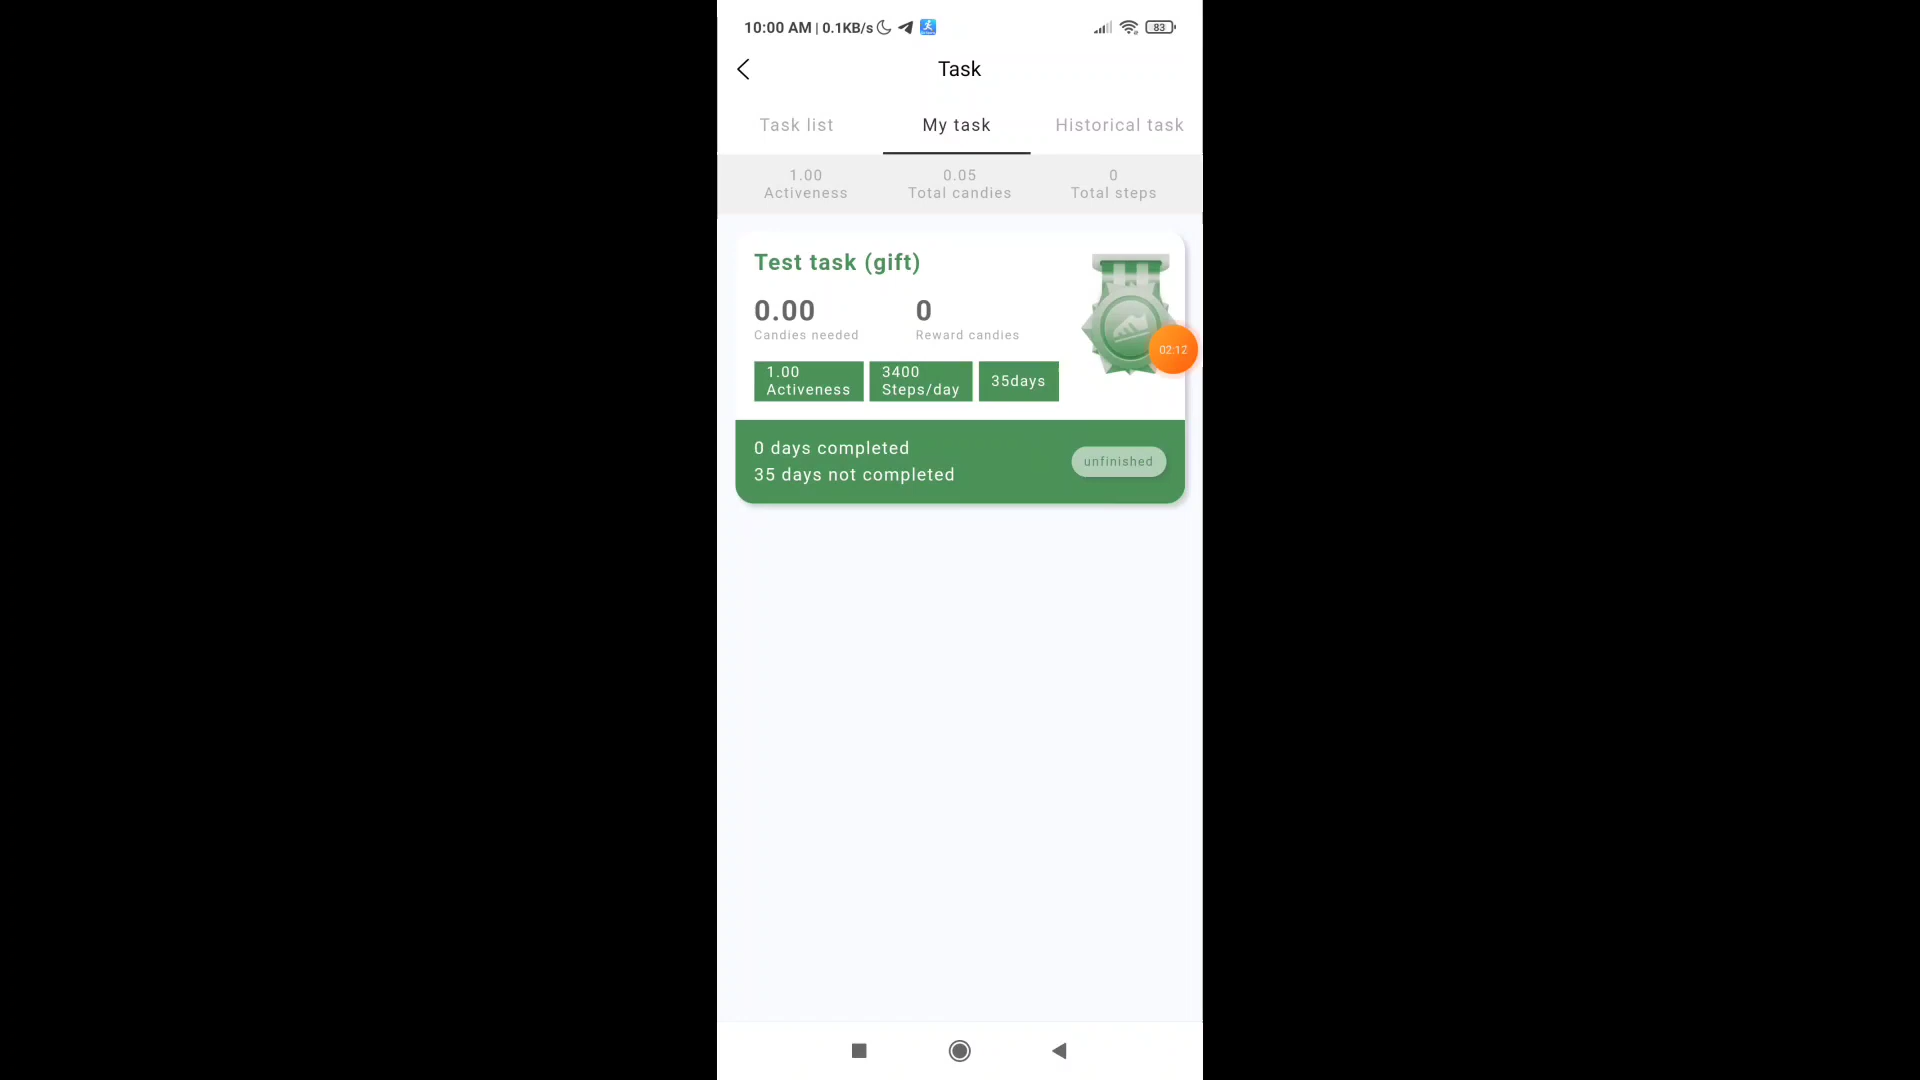 10:00 AM | 0.1KB/s 83
Task
Task list My task Historical task
1.00 0.05 0
Activeness Total candies Total steps
Test task (gift)
0.00 0
Candies needed Reward candies
02:12
1.00 3400
Activeness Steps/day 35days
0 days completed
35 days not completed
unfinished